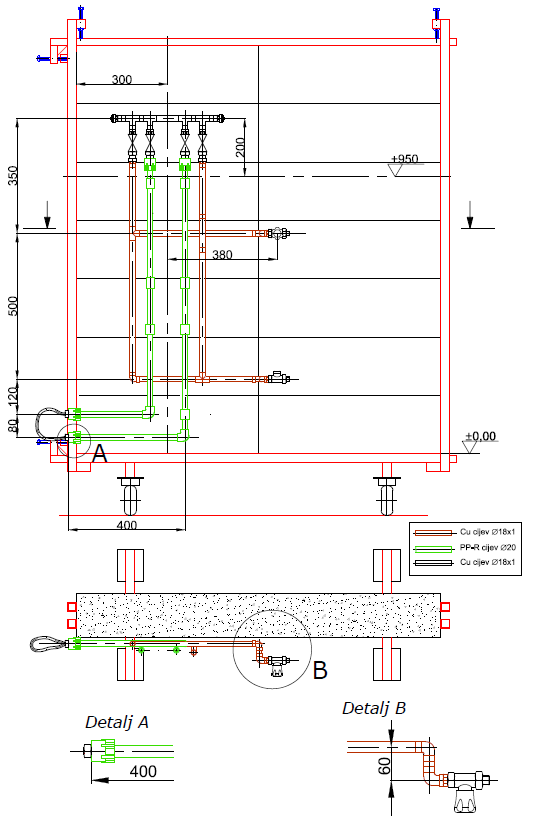 300
200
+950
350
380
500
120
80
A
±0,00
400
Cu cijev Ø18x1
PP-R cijev Ø20
Cu cijev Ø18x1
B
Detalj A
Detalj B
400
60